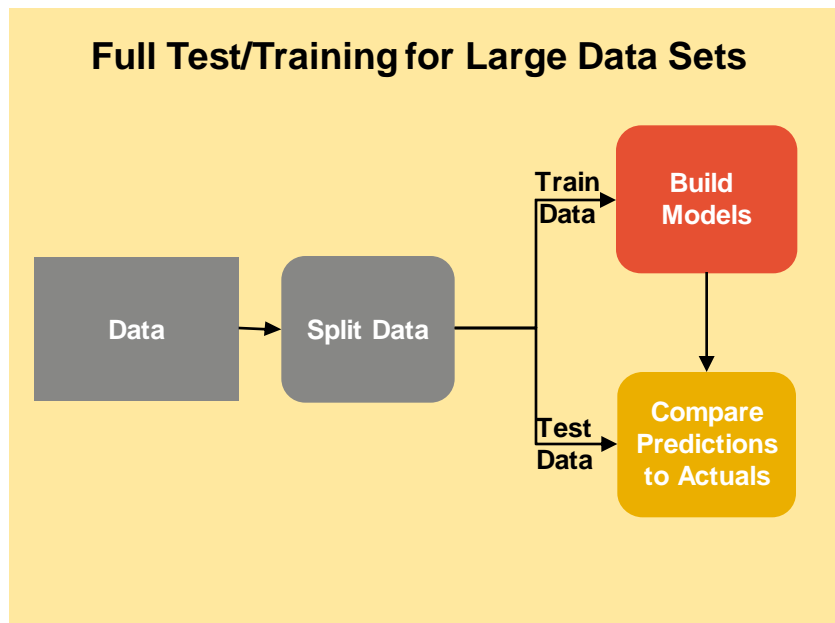 Full Test/Training for Large Data Sets
Train
Data
Build
Models
Data
Split Data
Test
Data
Compare
Predictions
to Actuals